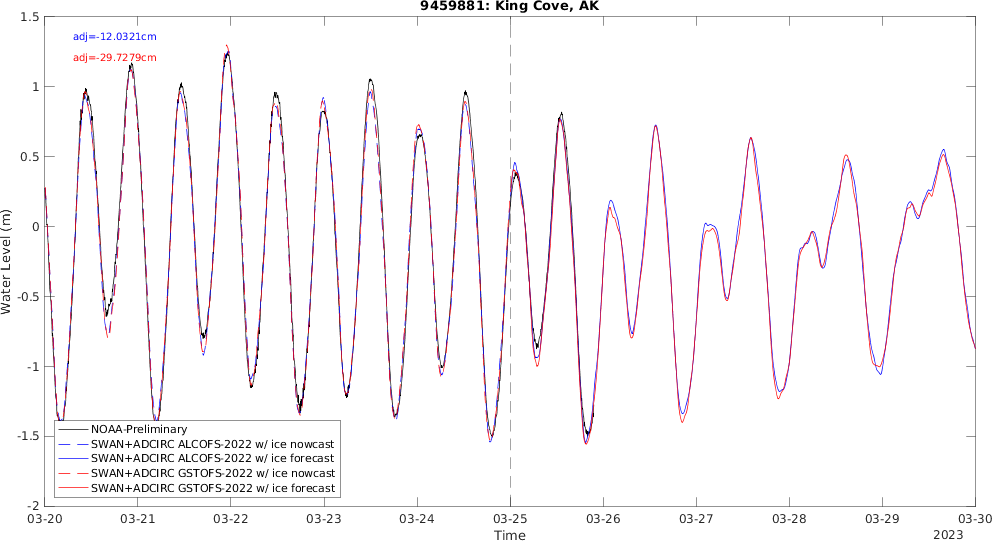 9459881: King Cove, AK
adj=-12.0321cm
adj=-29.7279cm
Water Level (m)
1.5
1
0.5
0
-0.5
-1
-1.5
-2
NOAA-Preliminary
SWAN+ADCIRC ALCOFS-2022 w/ ice nowcast
SWAN+ADCIRC ALCOFS-2022 w/ ice forecast
SWAN+ADCIRC GSTOFS-2022 w/ ice nowcast
SWAN+ADCIRC GSTOFS-2022 w/ ice forecast
03-20 03-21 03-22 03-23 03-24 03-25 03-26 03-27 03-28 03-29 03-30
Time
2023